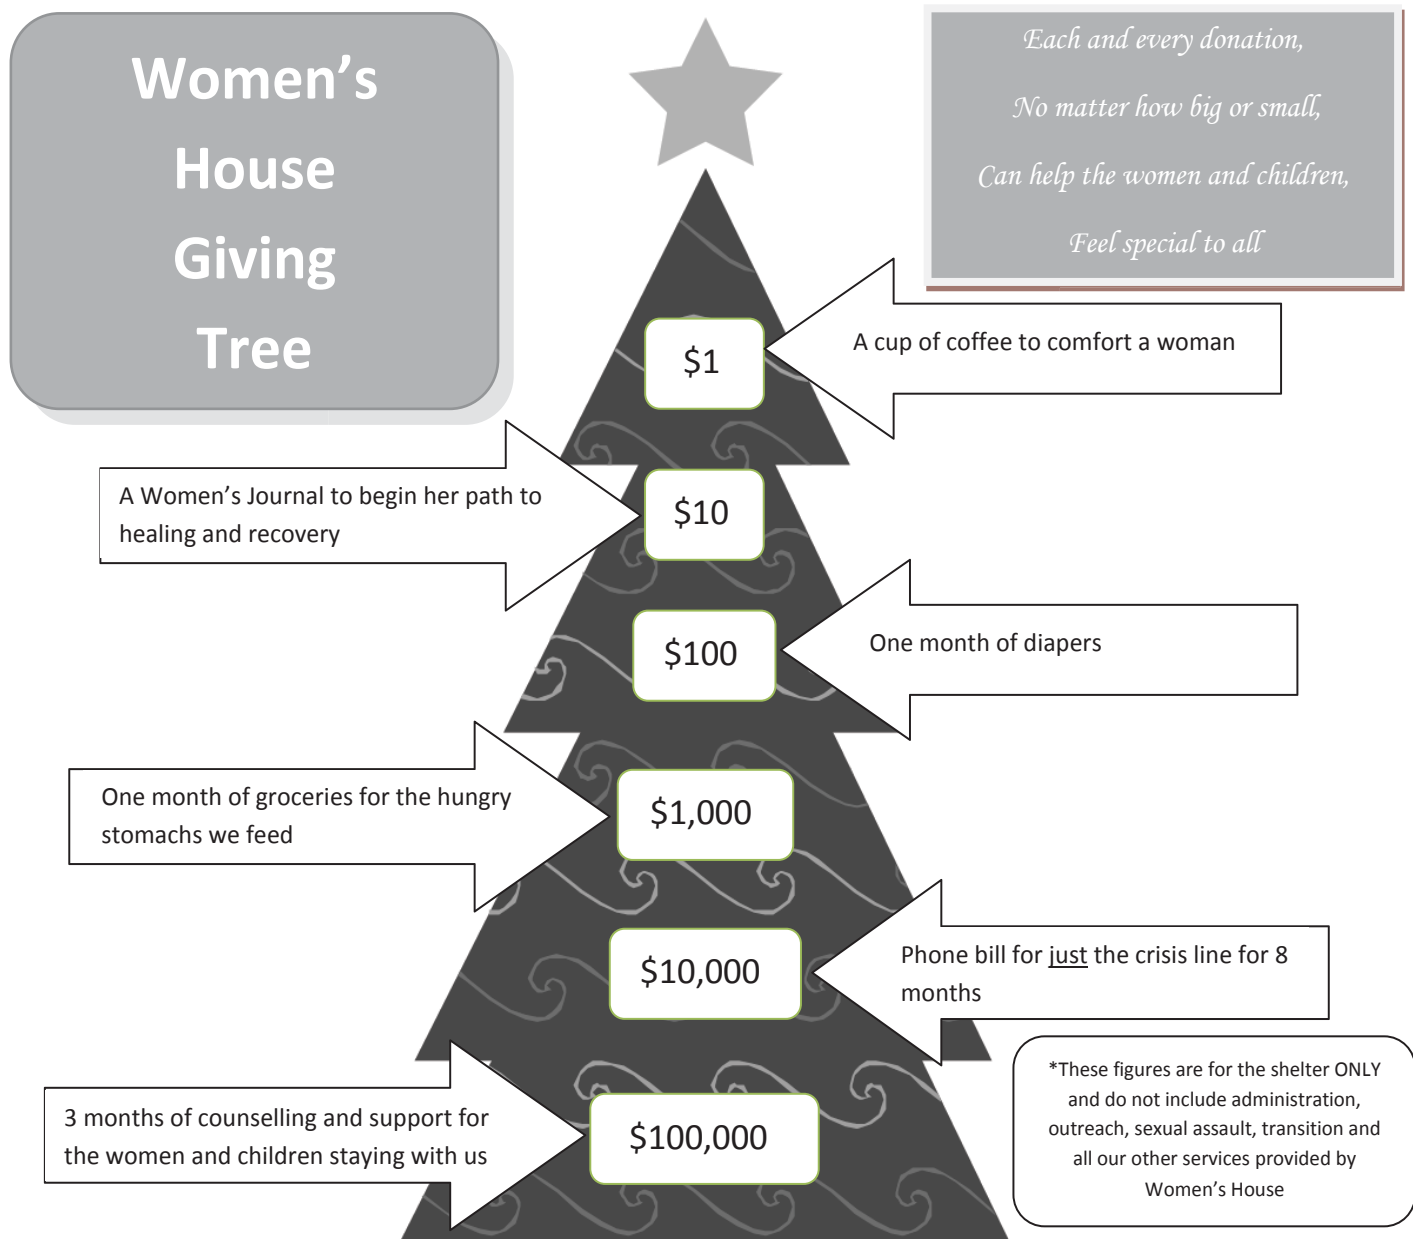 Women's
House
Giving
Tree
Each and every donation,
No matter how big or small,
Can help the women and children,
Feel special to all
$1
A cup of coffee to comfort a woman
A Women's Journal to begin her path to
healing and recovery
$10
$100
One month of diapers
One month of groceries for the hungry
stomachs we feed
$1,000
$10,000
Phone bill for just the crisis line for 8
months
3 months of counselling and support for
the women and children staying with us
$100,000
*These figures are for the shelter ONLY
and do not include administration,
outreach, sexual assault, transition and
all our other services provided by
Women's House